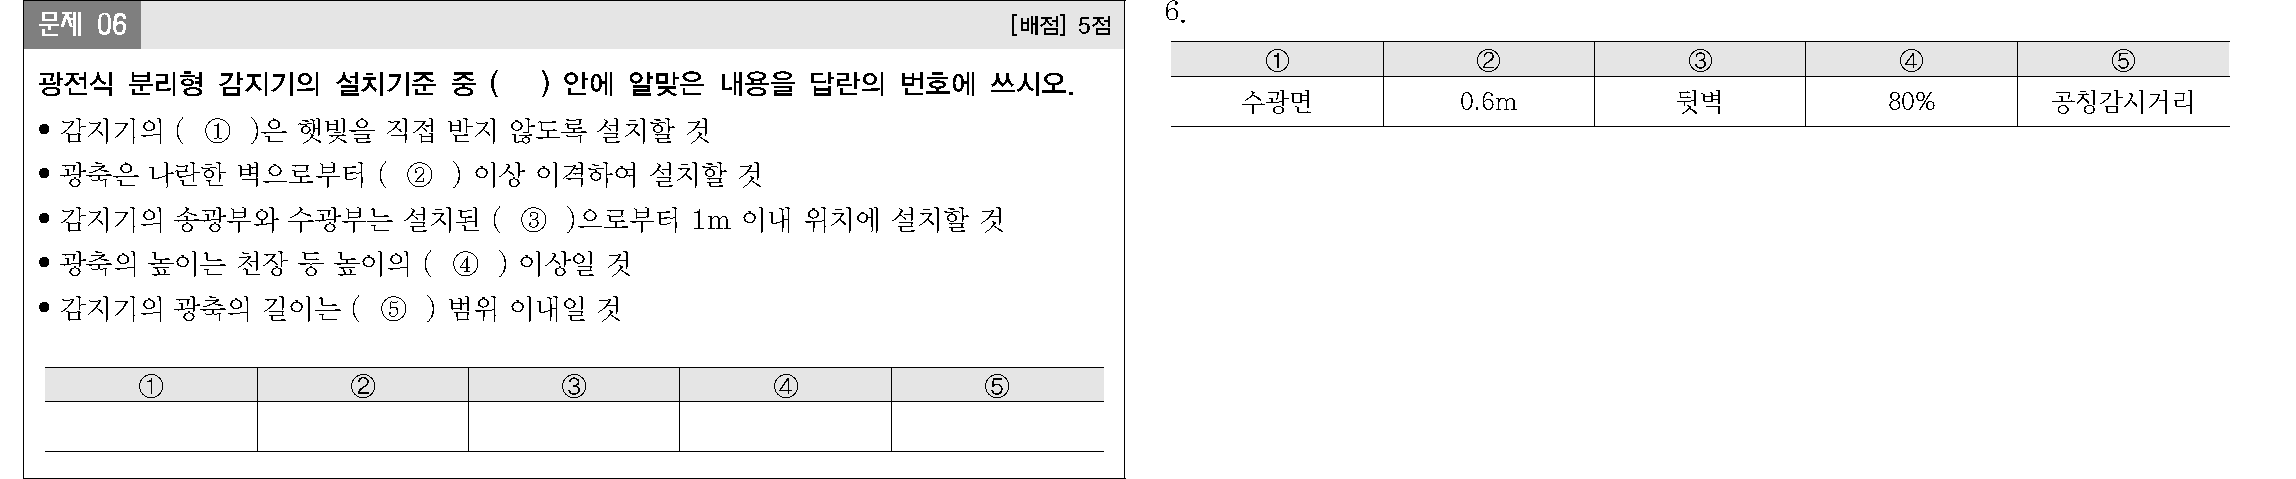 문제 06
[배점] 5점
광전식 분리형 감지기의 설치기준 중 (   ) 안에 알맞은 내용을 답란의 번호에 쓰시오.
• 감지기의 ( ① )은 햇빛을 직접 받지 않도록 설치할 것
• 광축은 나란한 벽으로부터 ( ② ) 이상 이격하여 설치할 것
• 감지기의 송광부와 수광부는 설치된 ( ③ )으로부터 1m 이내 위치에 설치할 것
• 광축의 높이는 천장 등 높이의 ( ④ ) 이상일 것
• 감지기의 광축의 길이는 ( ⑤ ) 범위 이내일 것
① ② ③ ④ ⑤
6.
① ② ③ ④ ⑤
수광면 0.6m 뒷벽 80% 공칭감시거리